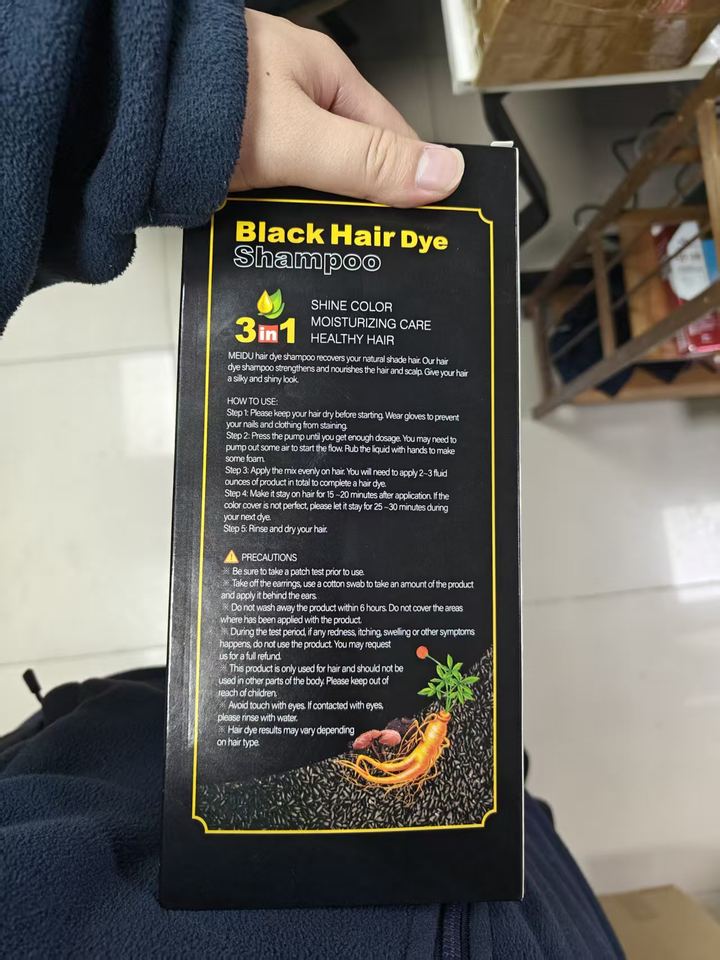 Black Hair Dye
Shampoo
3in1
SHINE COLOR
MOISTURIZING CARE
HEALTHY HAIR
MEIDU hair dye shampoo recovers your natural shade hair. Our hair
dye shampoo strengthens and nourishes the hair and scalp. Give your hair
a silky and shiny look.
HOW TO USE:
Step 1: Please keep your hair dry before starting. Wear gloves to prevent
your nails and clothing from staining.
Step 2: Press the pump until you get enough dosage. You may need to
pump out some air to start the flow. Rub the liquid with hands to make
some foam.
Step 3: Apply the mix evenly on hair. You will need to apply 2~3 fluid
ounces of product in total to complete a hair dye.
Step 4: Make it stay on hair for 15 ~20 minutes after application. If the
color cover is not perfect, please let it stay for 25 ~30 minutes during
your next dye.
Step 5: Rinse and dry your hair.
PRECAUTIONS
※ Be sure to take a patch test prior to use.
※ Take off the earrings, use a cotton swab to take an amount of the product
and apply it behind the ears.
※ Do not wash away the product within 6 hours. Do not cover the areas
where has been applied with the product.
※ During the test period, if any redness, itching, swelling or other symptoms
happens, do not use the product. You may request
us for a full refund.
※ This product is only used for hair and should not be
used in other parts of the body. Please keep out of
reach of children.
※ Avoid touch with eyes. If contacted with eyes,
please rinse with water.
※ Hair dye results may vary depending
on hair type.